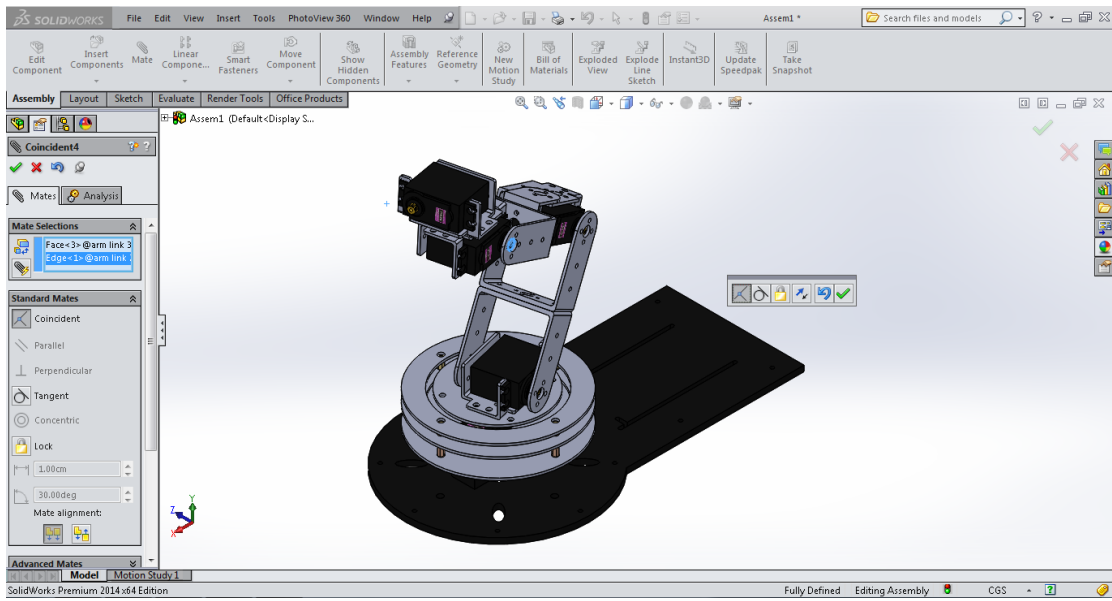 SOLIDWORKS File Edit View Insert Tools PhotoView 360 Window Help Assem1 * Search files and models
Edit Component
Insert Components
Mate
Linear Compone...
Smart Fasteners
Move Component
Show Hidden Components
Assembly Features
Reference Geometry
New Motion Study
Bill of Materials
Exploded View
Explode Line Sketch
Instant3D
Update Speedpak
Take Snapshot
Assembly Layout Sketch Evaluate Render Tools Office Products
Assem1 (Default<Display S...
Coincident4
Mates Analysis
Mate Selections
Face<3>@arm link 3
Edge<1>@arm link
Standard Mates
Coincident
Parallel
Perpendicular
Tangent
Concentric
Lock
1.00cm
30.00deg
Mate alignment:
Advanced Mates
Y
Z
X
Model Motion Study 1
SolidWorks Premium 2014 x64 Edition Fully Defined Editing Assembly CGS